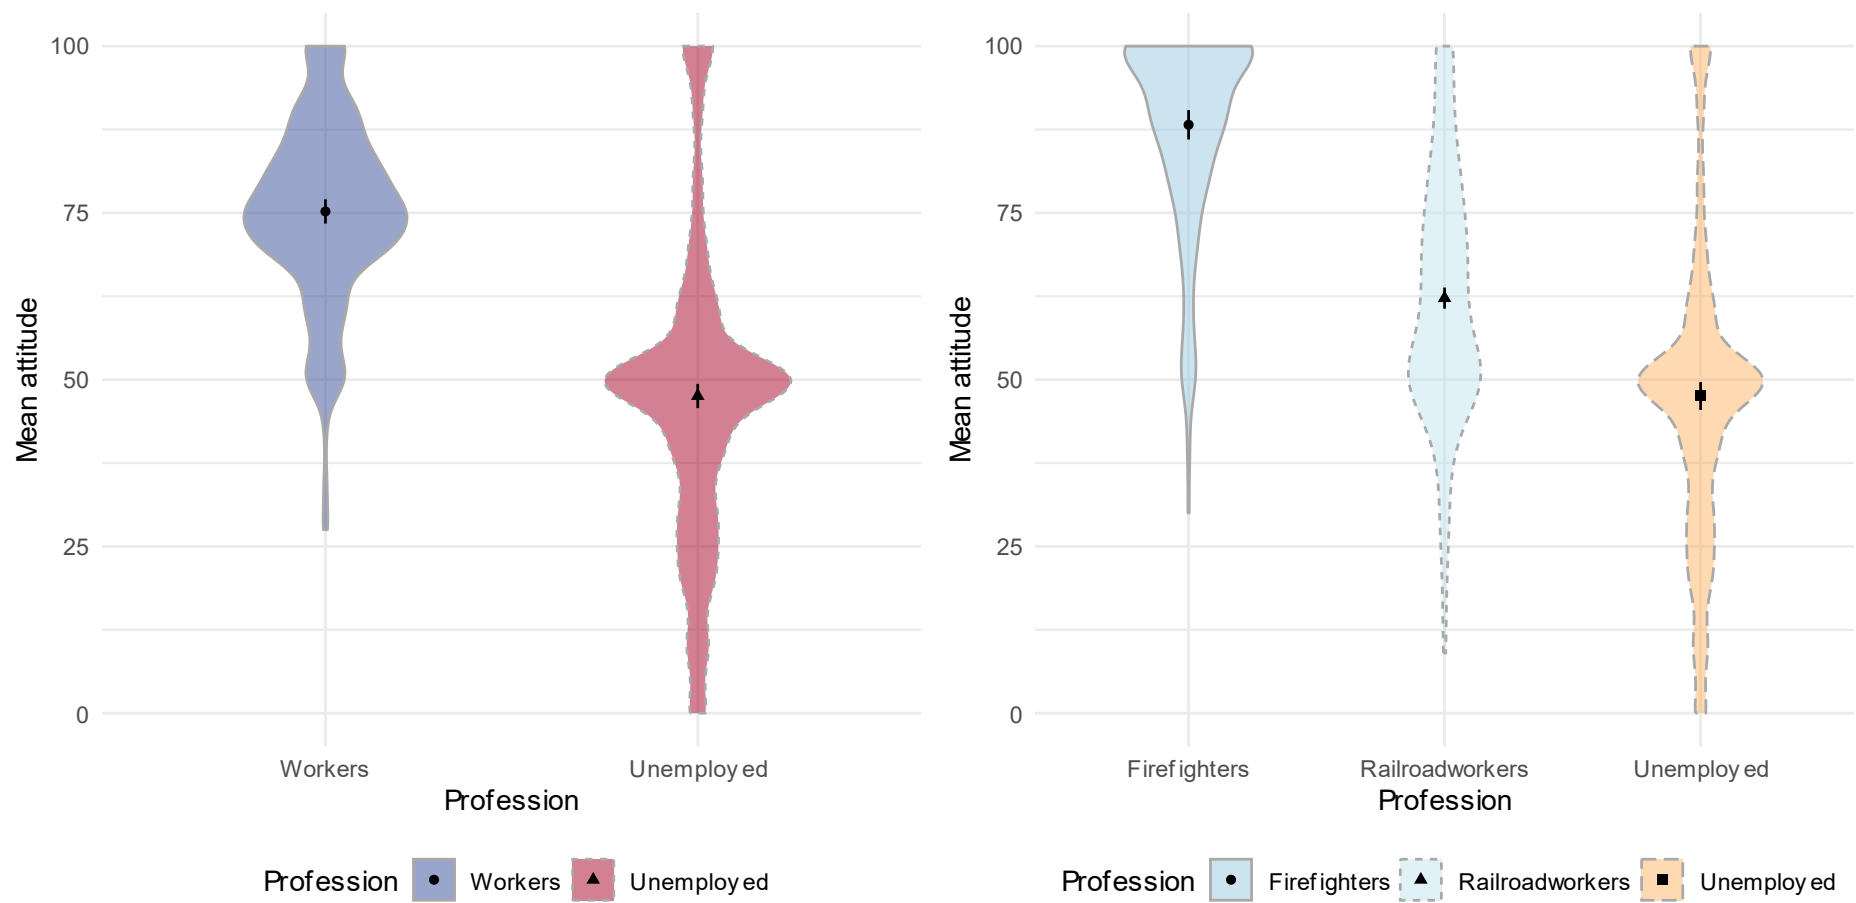 100
75
50
25
0
Mean attitude
Workers
Unemployed
Profession
Profession
Workers
Unemployed
100
75
50
25
0
Mean attitude
Firefighters
Railroadworkers
Unemployed
Profession
Profession
Firefighters
Railroadworkers
Unemployed